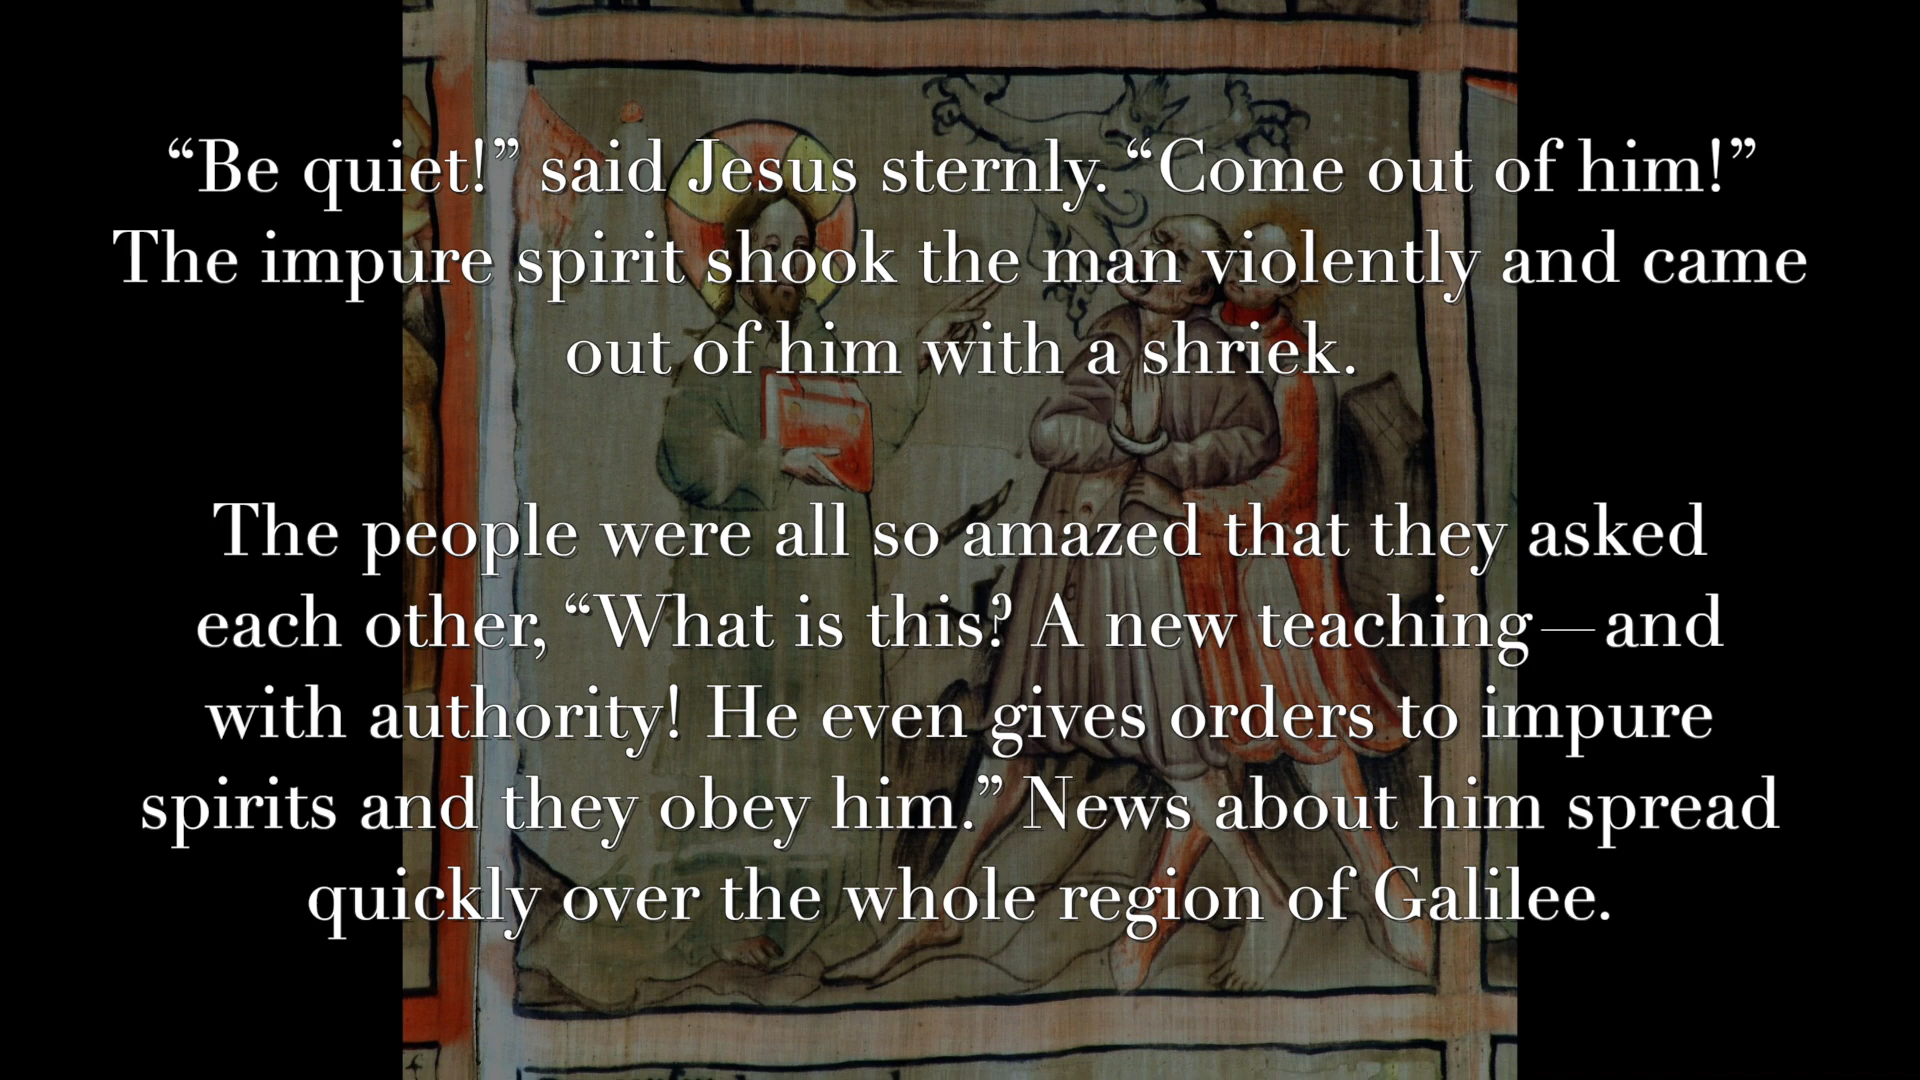 “Be quiet!” said Jesus sternly. “Come out of him!”
The impure spirit shook the man violently and came
out of him with a shriek.
The people were all so amazed that they asked
each other, “What is this? A new teaching—and
with authority! He even gives orders to impure
spirits and they obey him.” News about him spread
quickly over the whole region of Galilee.